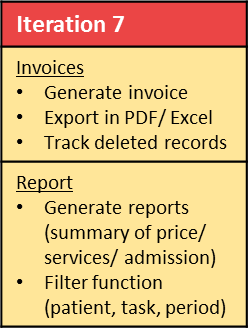 Iteration 7
Invoices
• Generate invoice
• Export in PDF/ Excel
• Track deleted records
Report
• Generate reports
(summary of price/
services/ admission)
• Filter function
(patient, task, period)